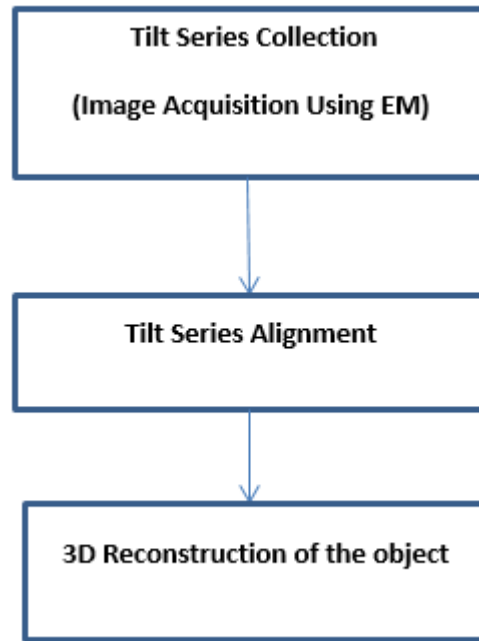 Tilt Series Collection
(Image Acquisition Using EM)
Tilt Series Alignment
3D Reconstruction of the object